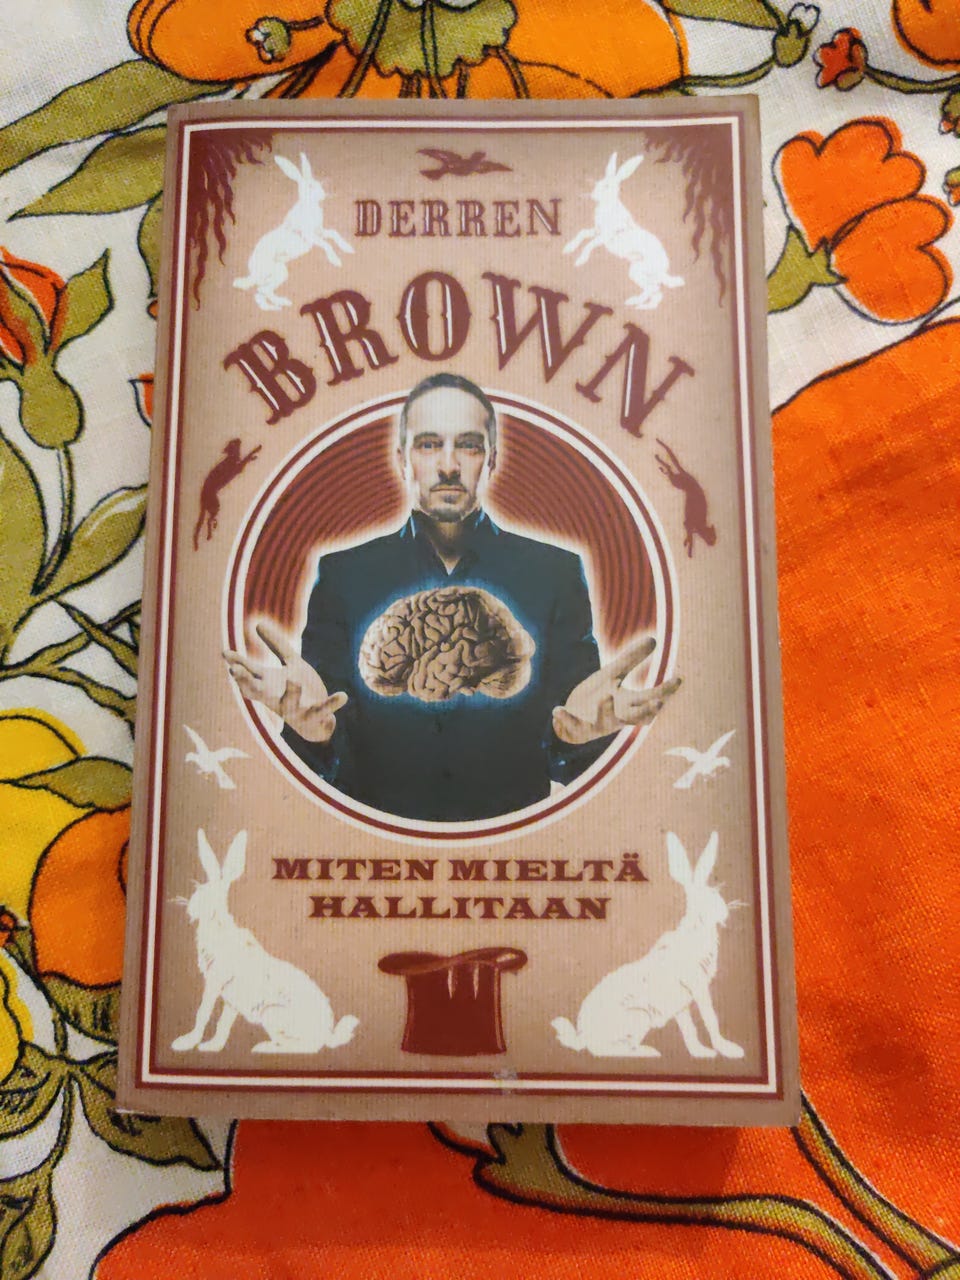 DERREN
BROWN
MITEN MIELTÄ
HALLITAAN